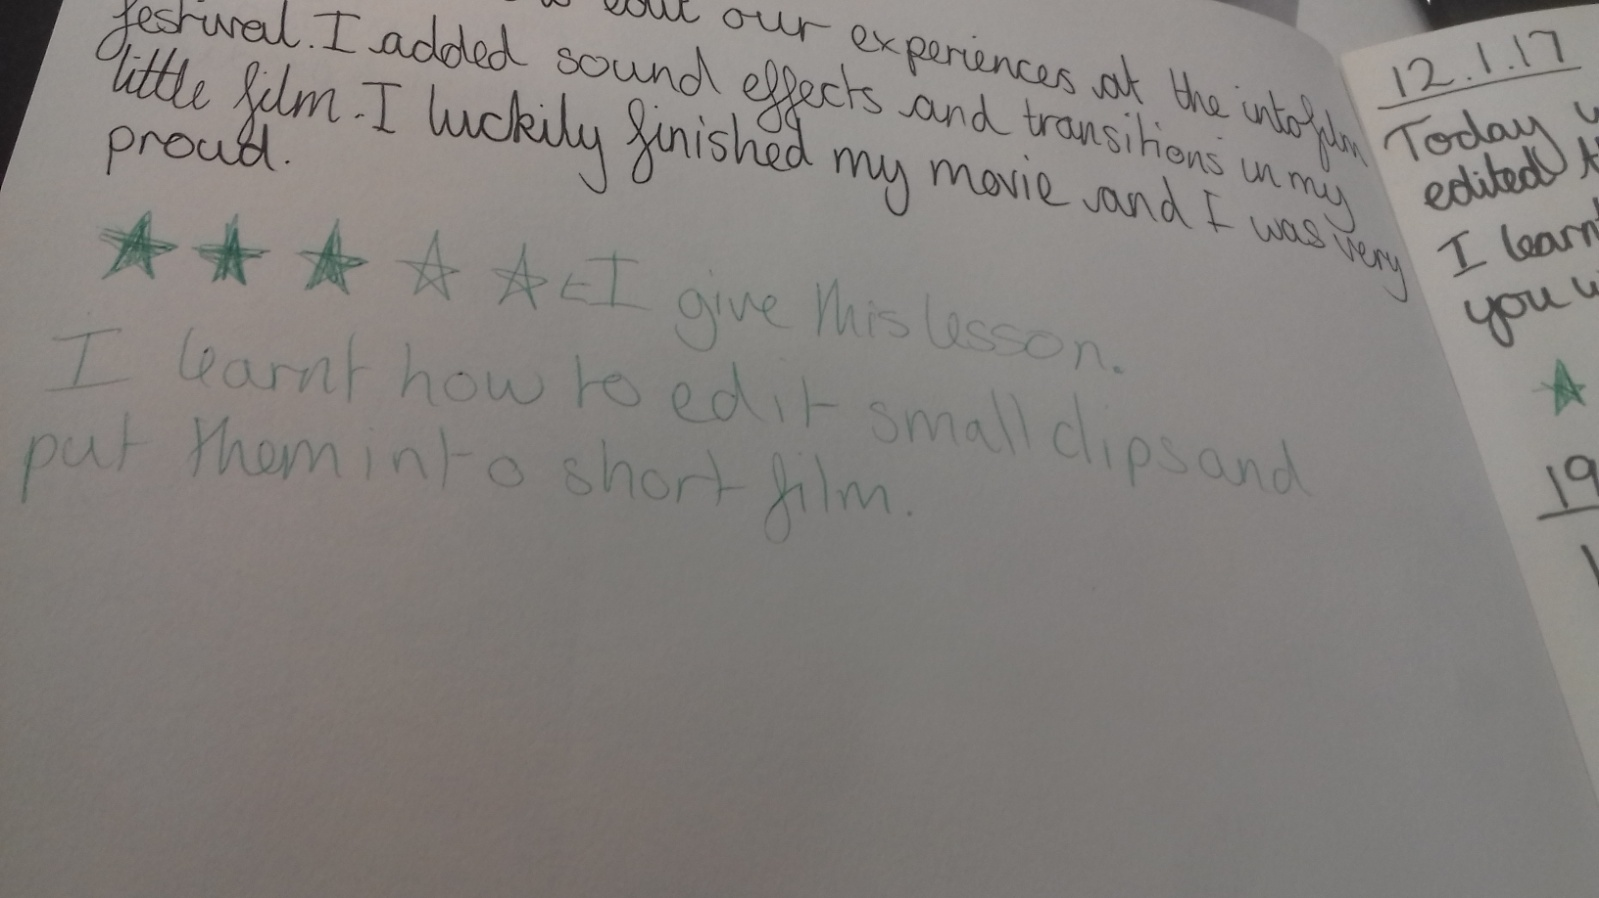 our experiences at the intofilm
festival. I added sound effects and transitions in my
little film. I luckily finished my movie and I was very
proud.
I give this lesson.
I learnt how to edit small clips and
put them into short film.
12.1.17
Today
edited
I learn
you
19